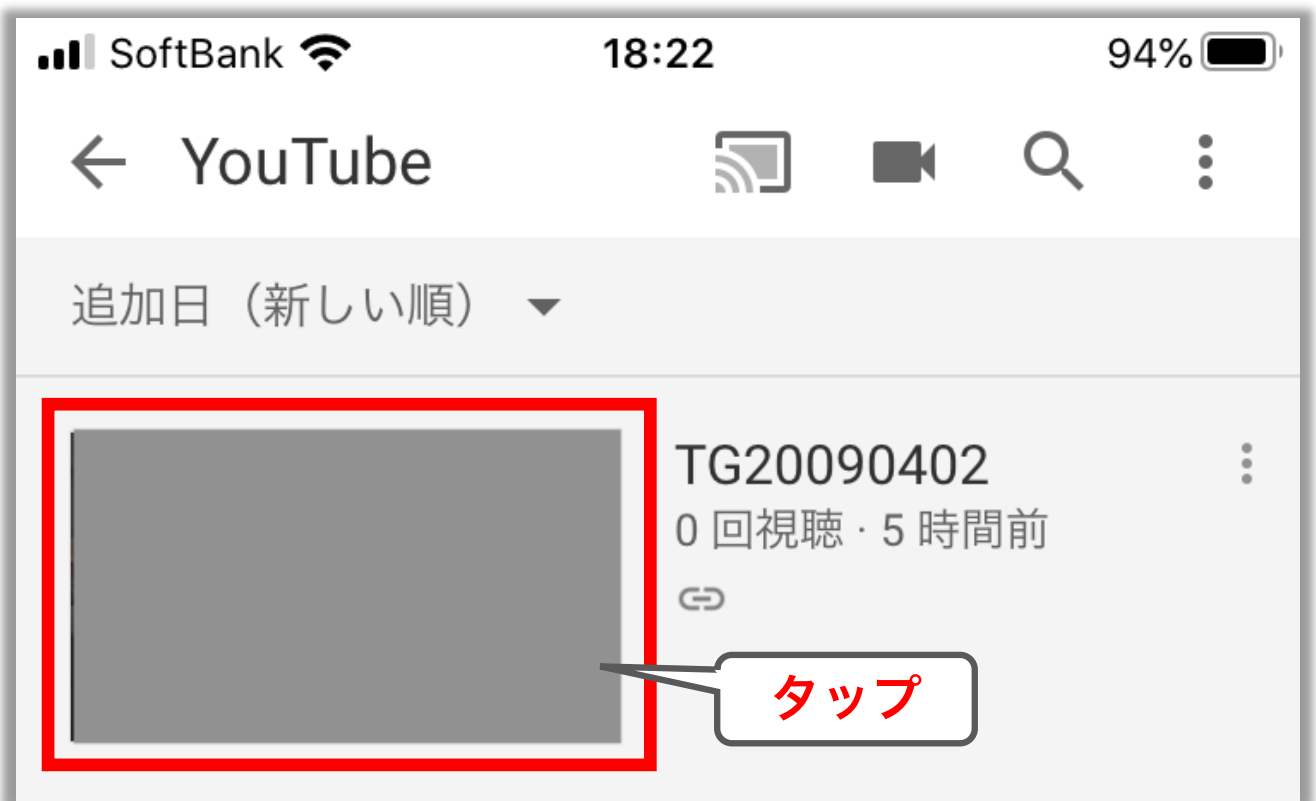 SoftBank 18:22 94%
YouTube
追加日（新しい順）
TG20090402
0 回視聴 · 5 時間前
タップ